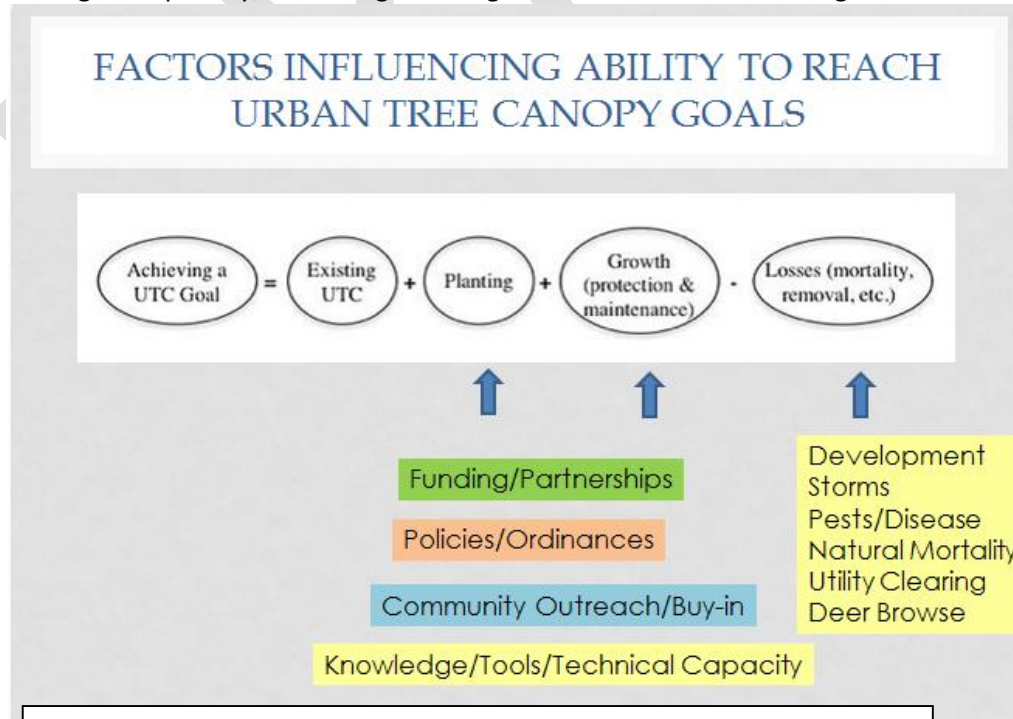 FACTORS INFLUENCING ABILITY TO REACH
URBAN TREE CANOPY GOALS
Achieving a
UTC Goal
=
Existing
UTC
+
Planting
+
Growth
(protection &
maintenance)
-
Losses (mortality,
removal, etc.)
Funding/Partnerships
Policies/Ordinances
Community Outreach/Buy-in
Knowledge/Tools/Technical Capacity
Development
Storms
Pests/Disease
Natural Mortality
Utility Clearing
Deer Browse